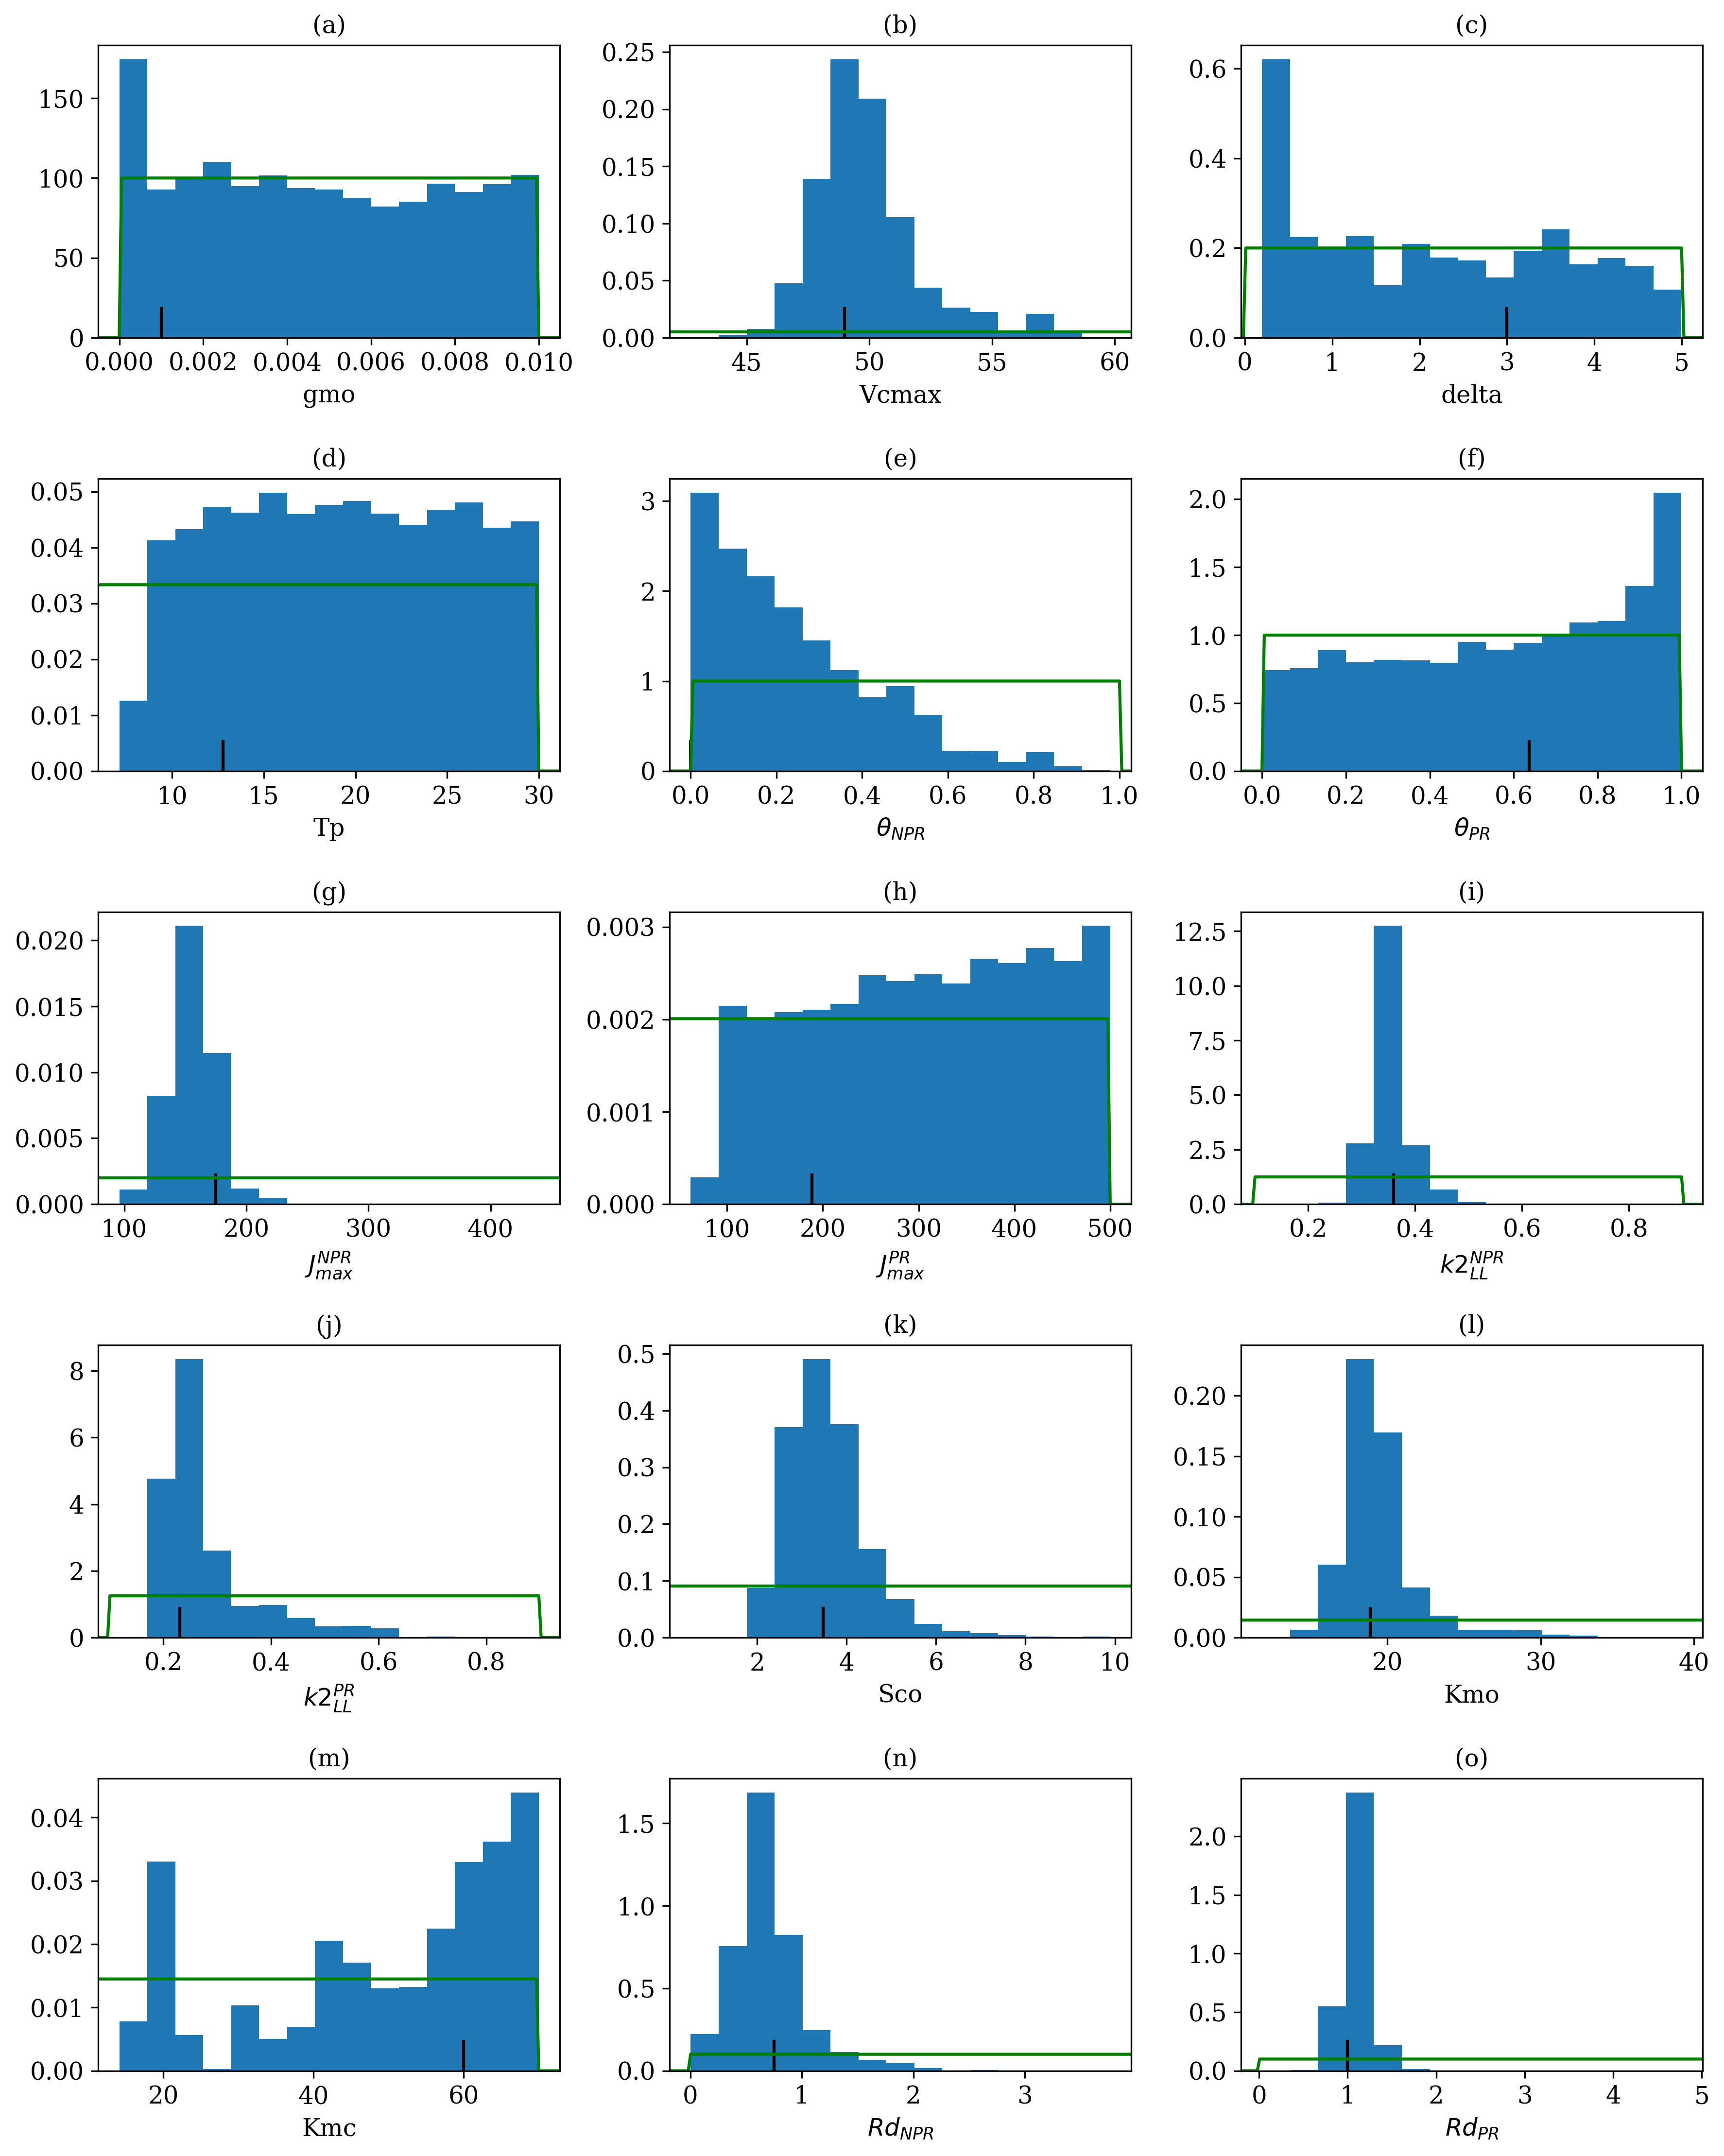 (a) (b) (c)
150 100 50 0
0.000 0.002 0.004 0.006 0.008 0.010
gmo
0.25 0.20 0.15 0.10 0.05 0.00
45 50 55 60
Vcmax
0.6 0.4 0.2 0.0
0 1 2 3 4 5
delta
(d) (e) (f)
0.05 0.04 0.03 0.02 0.01 0.00
10 15 20 25 30
Tp
3 2 1 0
0.0 0.2 0.4 0.6 0.8 1.0
θ_NPR
2.0 1.5 1.0 0.5 0.0
0.0 0.2 0.4 0.6 0.8 1.0
θ_PR
(g) (h) (i)
0.020 0.015 0.010 0.005 0.000
100 200 300 400
J_max^NPR
0.003 0.002 0.001 0.000
100 200 300 400 500
J_max^PR
12.5 10.0 7.5 5.0 2.5 0.0
0.2 0.4 0.6 0.8
k2_LL^NPR
(j) (k) (l)
8 6 4 2 0
0.2 0.4 0.6 0.8
k2_LL^PR
0.5 0.4 0.3 0.2 0.1 0.0
2 4 6 8 10
Sco
0.20 0.15 0.10 0.05 0.00
20 30 40
Kmo
(m) (n) (o)
0.04 0.03 0.02 0.01 0.00
20 40 60
Kmc
1.5 1.0 0.5 0.0
0 1 2 3
Rd_NPR
2.0 1.5 1.0 0.5 0.0
0 1 2 3 4 5
Rd_PR